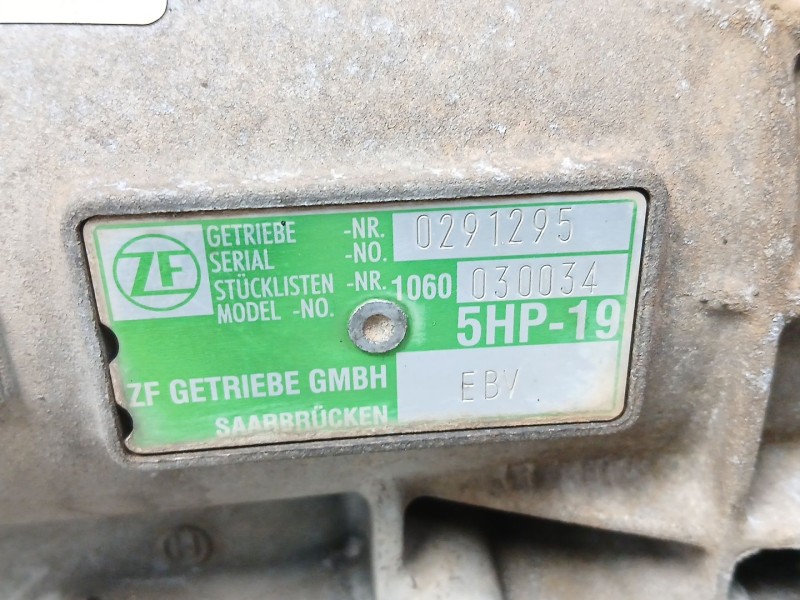 ZF
GETRIEBE -NR. 0291295
SERIAL -NO.
STÜCKLISTEN -NR. 1060 030034
MODEL -NO.
5HP-19
ZF GETRIEBE GMBH EBV
SAARBRÜCKEN